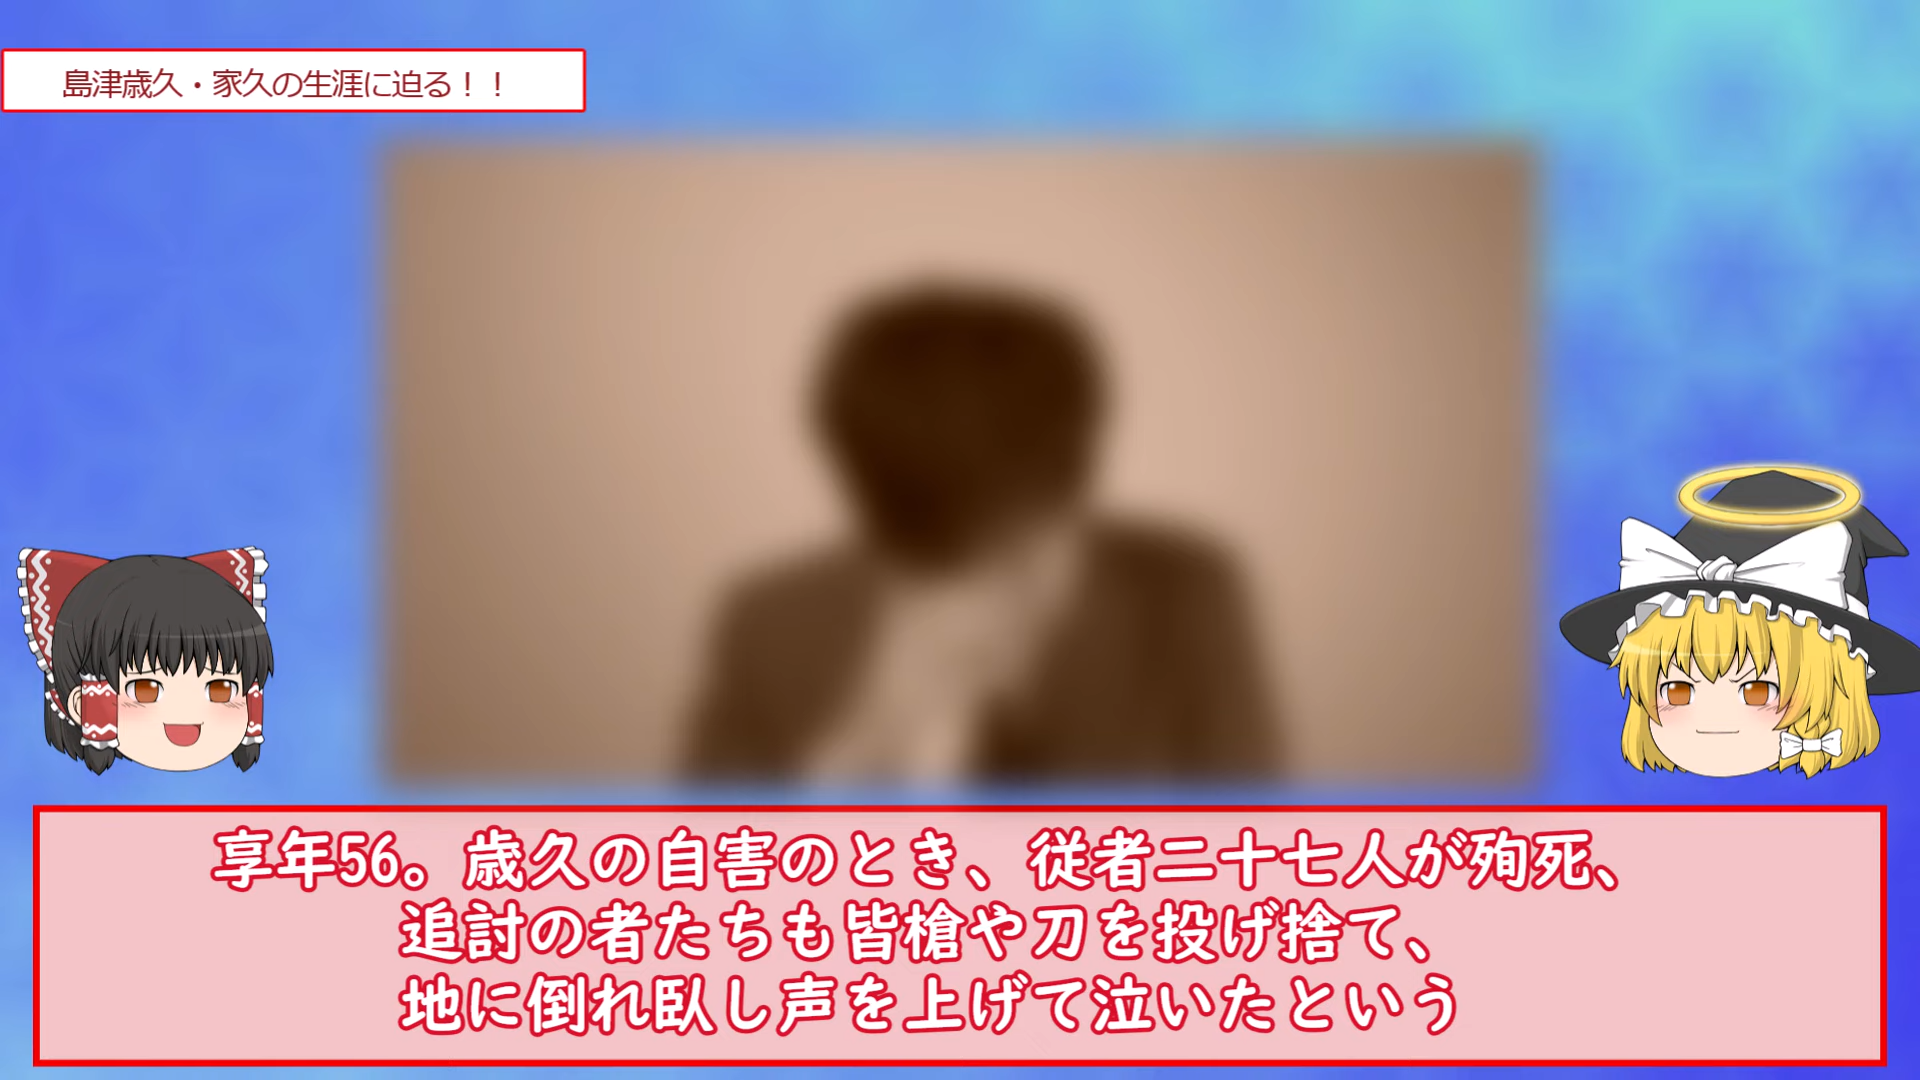 島津歳久・家久の生涯に迫る！！
享年56。歳久の自害のとき、従者二十七人が殉死、
追討の者たちも皆槍や刀を投げ捨て、
地に倒れ臥し声を上げて泣いたという